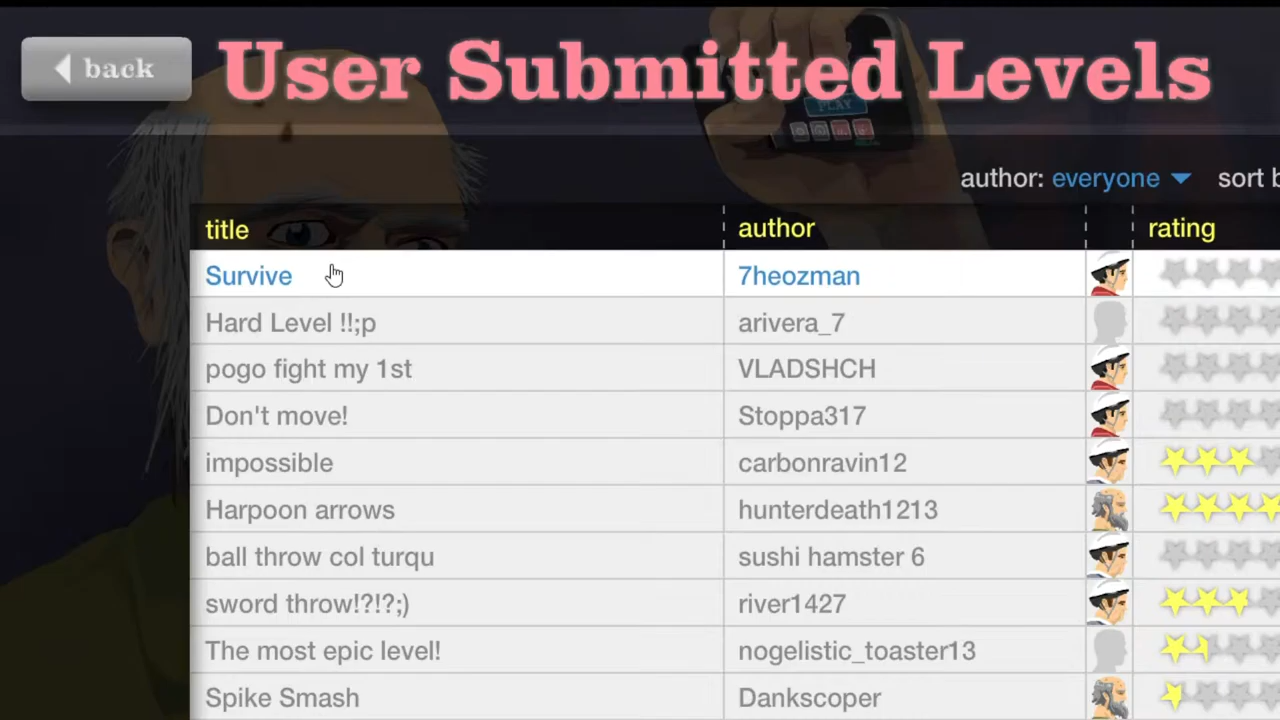 back
User Submitted Levels
PLAY
author: everyone sort b
title author rating
Survive 7heozman
Hard Level !!;p arivera_7
pogo fight my 1st VLADSHCH
Don't move! Stoppa317
impossible carbonravin12
Harpoon arrows hunterdeath1213
ball throw col turqu sushi hamster 6
sword throw!?!?;) river1427
The most epic level! nogelistic_toaster13
Spike Smash Dankscoper